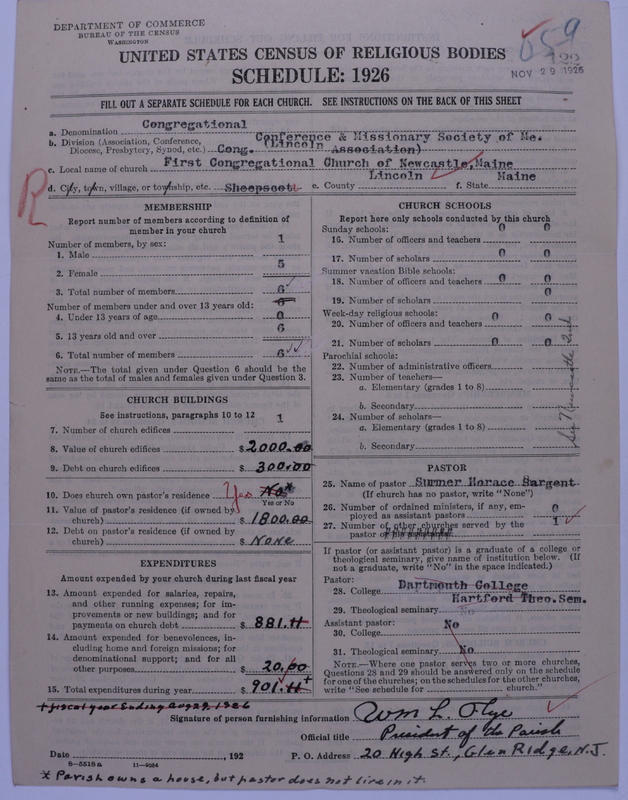 DEPARTMENT OF COMMERCE
BUREAU OF THE CENSUS
WASHINGTON
UNITED STATES CENSUS OF RELIGIOUS BODIES
SCHEDULE: 1926
659
NOV 29 1926
FILL OUT A SEPARATE SCHEDULE FOR EACH CHURCH. SEE INSTRUCTIONS ON THE BACK OF THIS SHEET
a. Denomination Congregational
b. Division (Association, Conference, Diocese, Presbytery, Synod, etc.) Cong. Conference & Missionary Society of Me. (Lincoln Association)
c. Local name of church First Congregational Church of Newcastle, Maine
d. City, town, village, or township, etc. Sheepscot e. County Lincoln f. State Maine
R
MEMBERSHIP
Report number of members according to definition of member in your church
Number of members, by sex:
1. Male 1
2. Female 5
3. Total number of members 6
Number of members under and over 13 years old: 6
4. Under 13 years of age 0
5. 13 years old and over 6
6. Total number of members 6
NOTE.—The total given under Question 6 should be the same as the total of males and females given under Question 3.
CHURCH BUILDINGS
See instructions, paragraphs 10 to 12
7. Number of church edifices 1
8. Value of church edifices $2000.00
9. Debt on church edifices $300.00
10. Does church own pastor's residence Yes No*
Yes or No
11. Value of pastor's residence (if owned by church) $1800.00
12. Debt on pastor's residence (if owned by church) $None
EXPENDITURES
Amount expended by your church during last fiscal year
13. Amount expended for salaries, repairs, and other running expenses; for improvements or new buildings; and for payments on church debt $881.11
14. Amount expended for benevolences, including home and foreign missions; for denominational support; and for all other purposes $20.00
15. Total expenditures during year $901.11+
+ fiscal year Ending Aug 29, 1926
CHURCH SCHOOLS
Report here only schools conducted by this church
Sunday schools:
16. Number of officers and teachers 0 0
17. Number of scholars 0 0
Summer vacation Bible schools:
18. Number of officers and teachers 0 0
19. Number of scholars 0
Week-day religious schools:
20. Number of officers and teachers 0 0
21. Number of scholars 0 0
Parochial schools:
22. Number of administrative officers
23. Number of teachers—
a. Elementary (grades 1 to 8)
b. Secondary
24. Number of scholars—
a. Elementary (grades 1 to 8)
b. Secondary
See Newcastle 2nd
PASTOR
25. Name of pastor Sumner Horace Sargent
(If church has no pastor, write "None")
26. Number of ordained ministers, if any, employed as assistant pastors 0
27. Number of other churches served by the pastor 1
If pastor (or assistant pastor) is a graduate of a college or theological seminary, give name of institution below. (If not a graduate, write "No" in the space indicated.)
Pastor:
28. College Dartmouth College
29. Theological seminary Hartford Theo. Sem.
No
Assistant pastor:
30. College No
31. Theological seminary No
NOTE.—Where one pastor serves two or more churches, Questions 28 and 29 should be answered only on the schedule for one of the churches; on the schedules for the other churches, write "See schedule for church."
Signature of person furnishing information Wm L. Flye
Official title President of the Parish
Date , 192 P. O. Address 20 High St., Glen Ridge, N.J.
8—5518a 11—9084
* Parish owns a house, but pastor does not live in it.